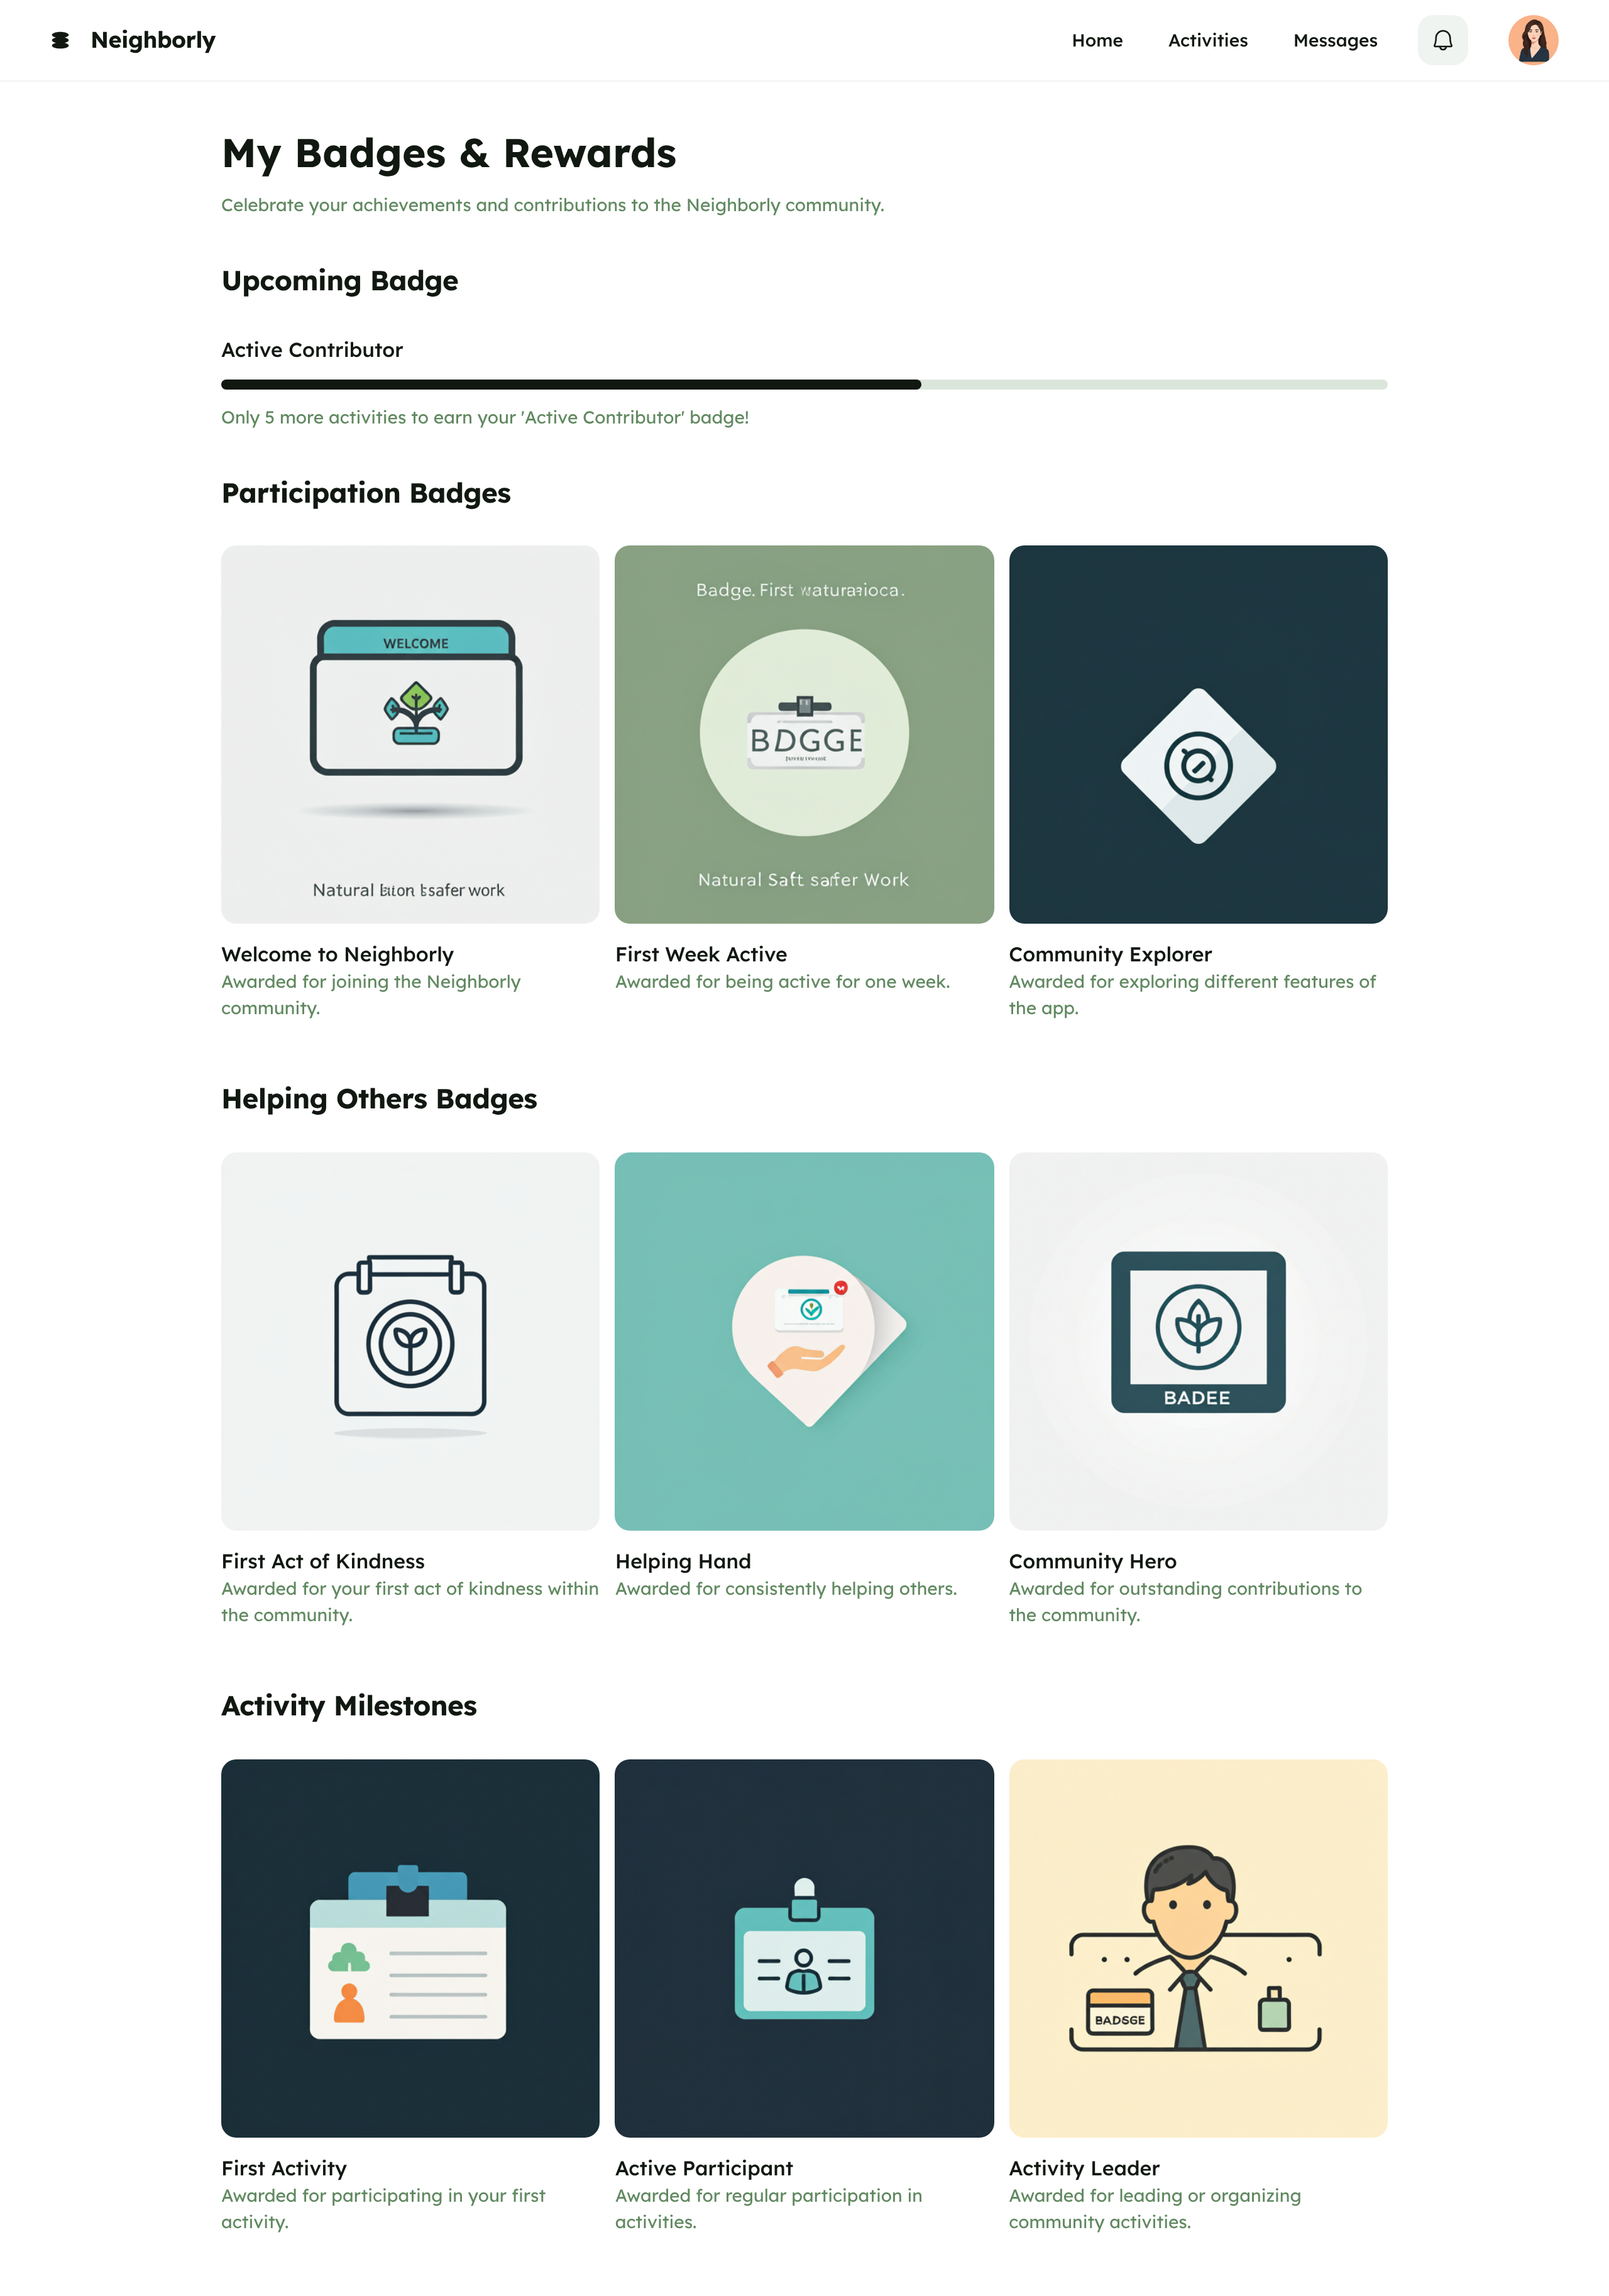 Neighborly
Home
Activities
Messages
My Badges & Rewards
Celebrate your achievements and contributions to the Neighborly community.
Upcoming Badge
Active Contributor
Only 5 more activities to earn your 'Active Contributor' badge!
Participation Badges
WELCOME
Natural safer work
Badge. First
BDGGE
Natural Saft safer Work
Welcome to Neighborly
Awarded for joining the Neighborly
community.
First Week Active
Awarded for being active for one week.
Community Explorer
Awarded for exploring different features of
the app.
Helping Others Badges
BADEE
First Act of Kindness
Awarded for your first act of kindness within
the community.
Helping Hand
Awarded for consistently helping others.
Community Hero
Awarded for outstanding contributions to
the community.
Activity Milestones
BADSGE
First Activity
Awarded for participating in your first
activity.
Active Participant
Awarded for regular participation in
activities.
Activity Leader
Awarded for leading or organizing
community activities.